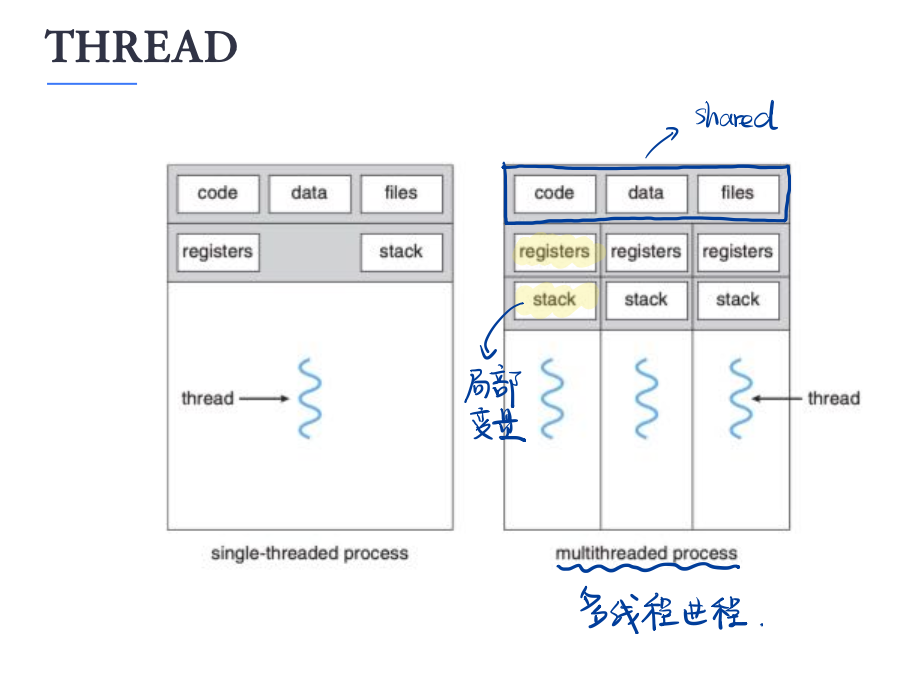 THREAD
shared
code data files
registers stack
thread
single-threaded process
code data files
registers registers registers
stack stack stack
局部
变量
thread
multithreaded process
多线程进程.